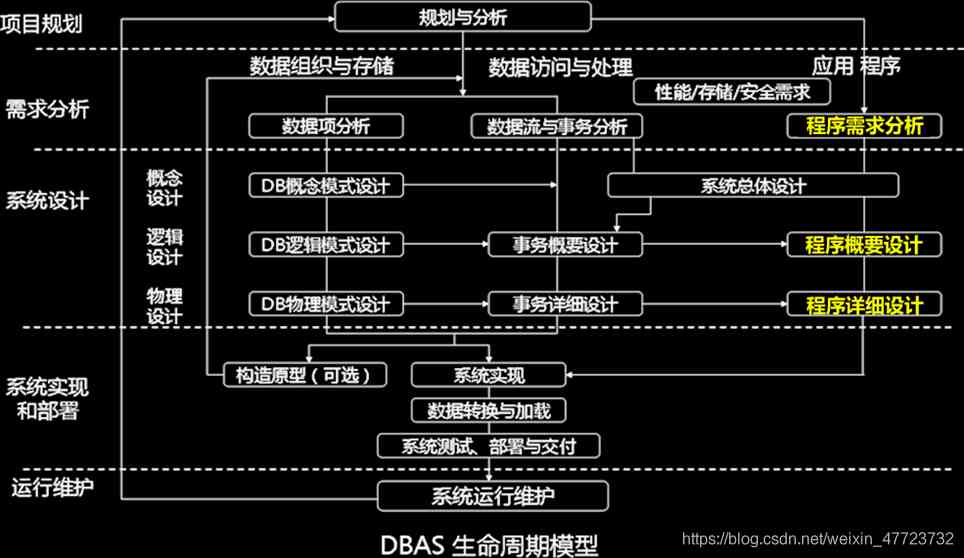 项目规划
规划与分析
数据组织与存储
数据访问与处理
应用 程序
需求分析
性能/存储/安全需求
数据项分析
数据流与事务分析
程序需求分析
系统设计
概念
设计
DB概念模式设计
系统总体设计
逻辑
设计
DB逻辑模式设计
事务概要设计
程序概要设计
物理
设计
DB物理模式设计
事务详细设计
程序详细设计
系统实现
和部署
构造原型(可选)
系统实现
数据转换与加载
系统测试、部署与交付
运行维护
系统运行维护
DBAS 生命周期模型
https://blog.csdn.net/weixin_47723732